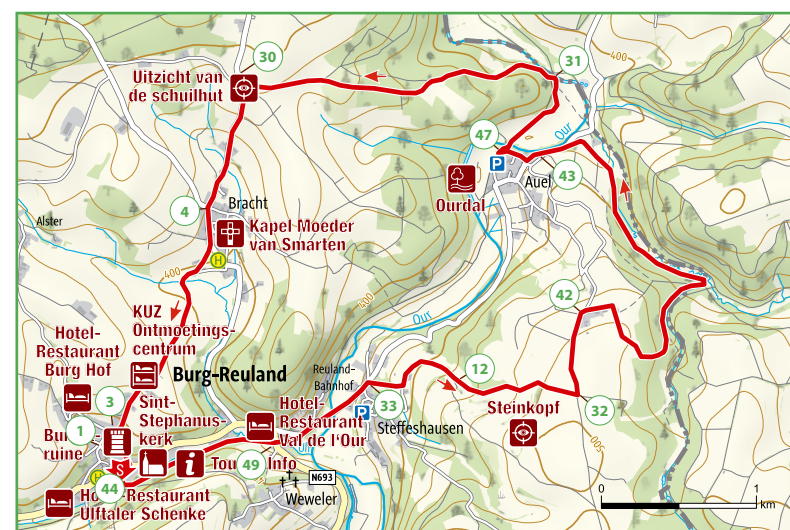 30
31
400
Uitzicht van
de schuilhut
47
P
Our
43
Auel
Ourdal
4
Bracht
Alster
Kapel Moeder
van Smarten
H
400
400
42
KUZ
Ontmoetings-
centrum
Our
Hotel-
Restaurant
Burg Hof
Burg-Reuland
Reuland-
Bahnhof
12
3
Sint-
Stephanus-
kerk
Hotel-
Restaurant
Val de l'Our
33
P
Steffeshausen
Steinkopf
32
1
ruine
500
S
i
49
Info
N693
H
44
Weweler
Restaurant
Ulftaler Schenke
0
1
km